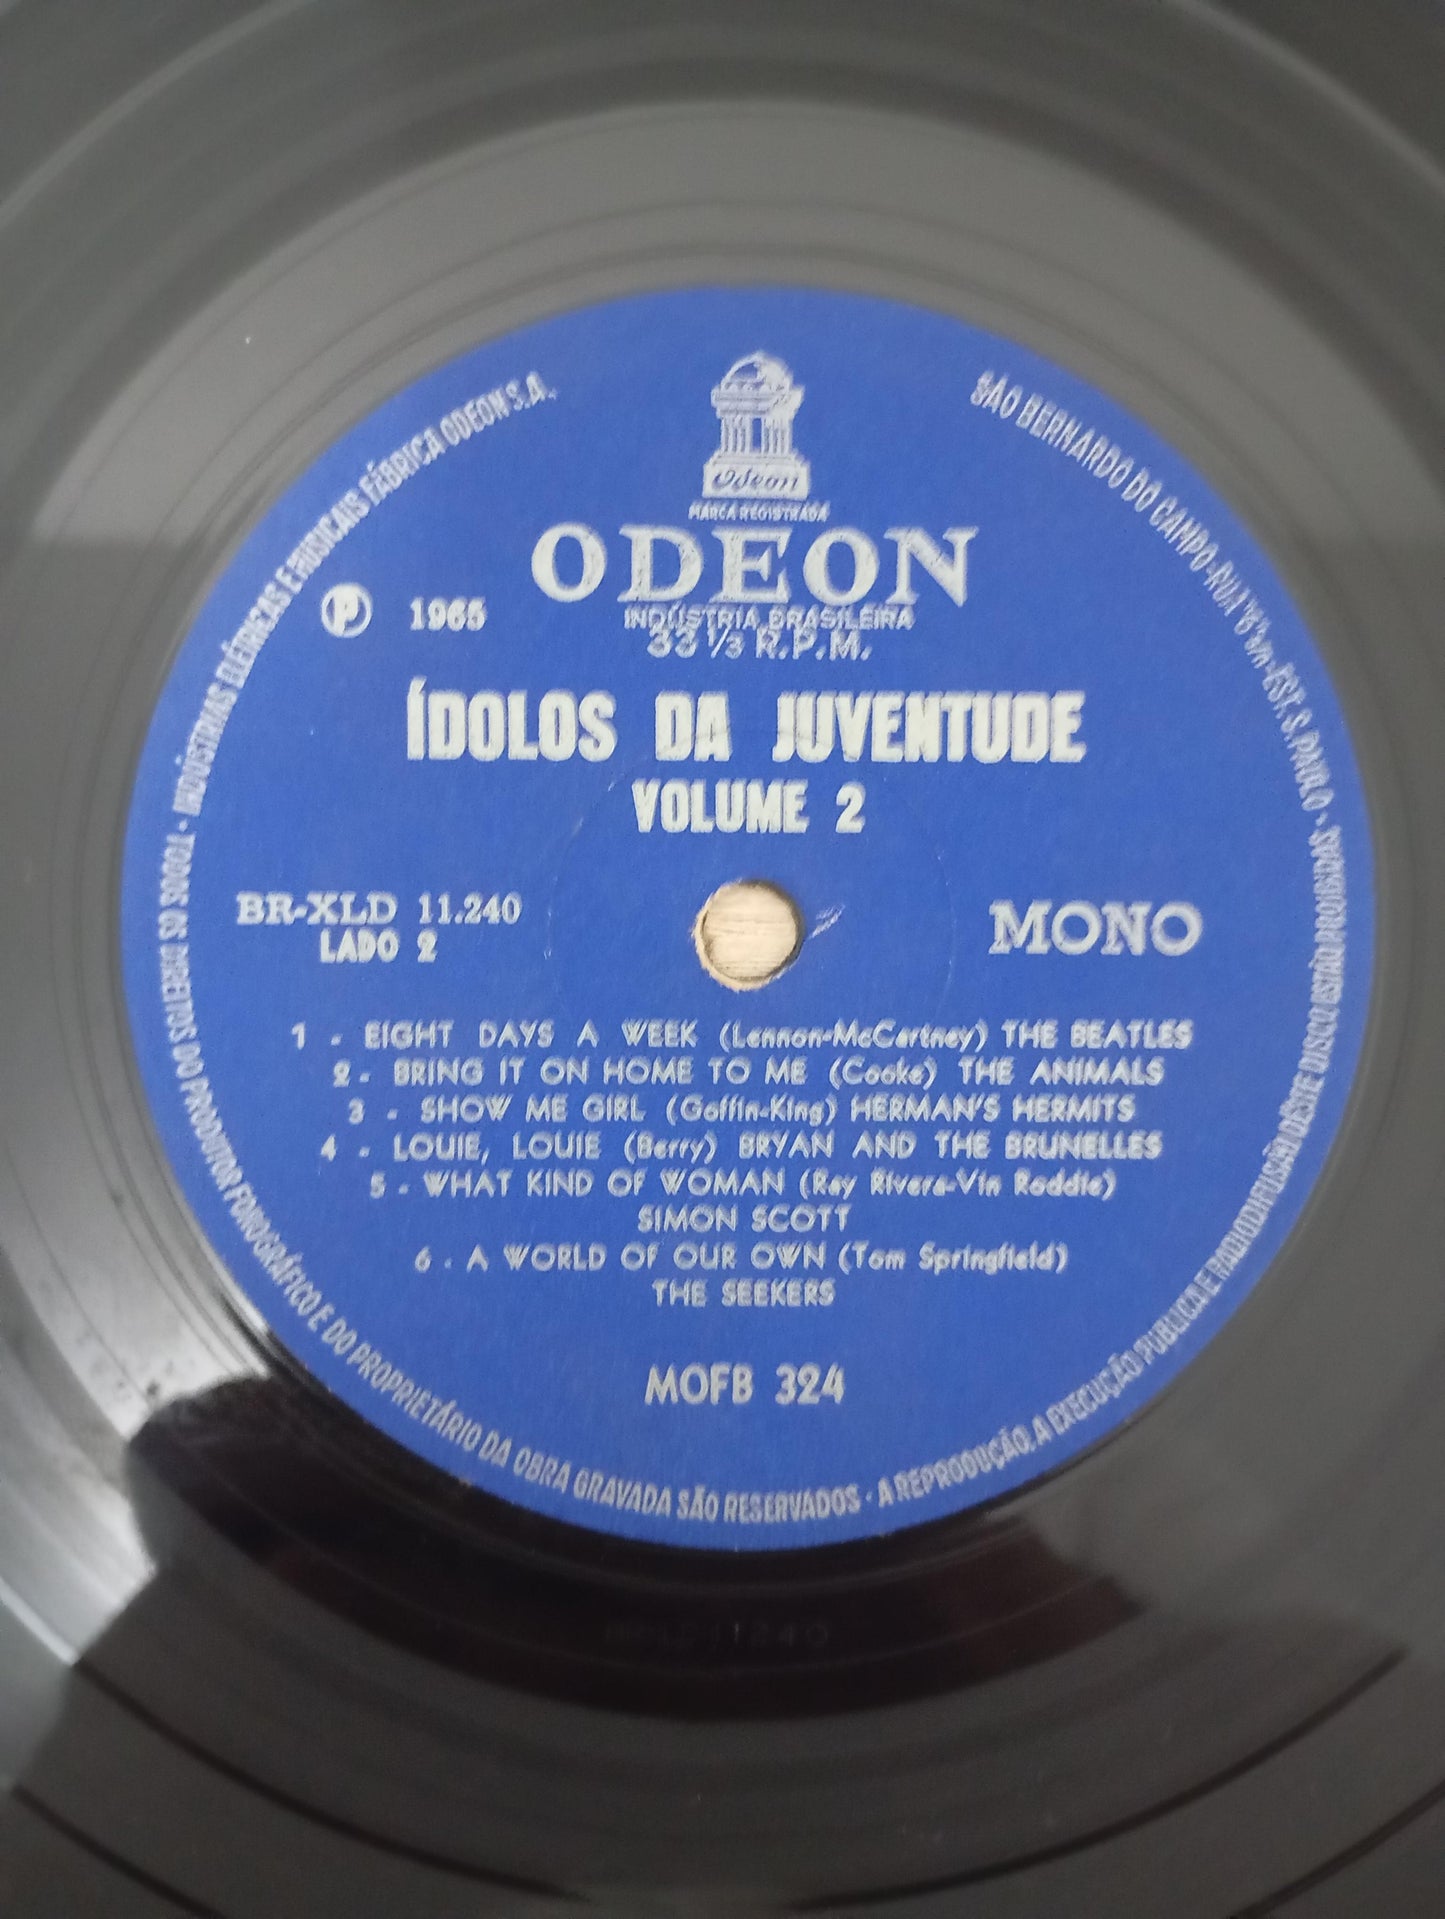 Odeon
MARCA REGISTRADA
ODEON
INDÚSTRIA BRASILEIRA
33 1/3 R.P.M.
P 1965
ÍDOLOS DA JUVENTUDE
VOLUME 2
BR-XLD 11.240
LADO 2
MONO
1 - EIGHT DAYS A WEEK (Lennon-McCartney) THE BEATLES
2 - BRING IT ON HOME TO ME (Cooke) THE ANIMALS
3 - SHOW ME GIRL (Goffin-King) HERMAN'S HERMITS
4 - LOUIE, LOUIE (Berry) BRYAN AND THE BRUNELLES
5 - WHAT KIND OF WOMAN (Ray Rivera-Vin Roddie)
SIMON SCOTT
6 - A WORLD OF OUR OWN (Tom Springfield)
THE SEEKERS
MOFB 324
INDÚSTRIAS ELÉTRICAS E MUSICAIS FÁBRICA ODEON S.A. SÃO BERNARDO DO CAMPO - RUA "B", - EST. S. PAULO - TODOS OS DIREITOS DO PRODUTOR FONOGRÁFICO E DO PROPRIETÁRIO DA OBRA GRAVADA SÃO RESERVADOS - A REPRODUÇÃO, A EXECUÇÃO PÚBLICA E RADIODIFUSÃO DÊSTE DISCO ESTÃO PROIBIDAS
11240